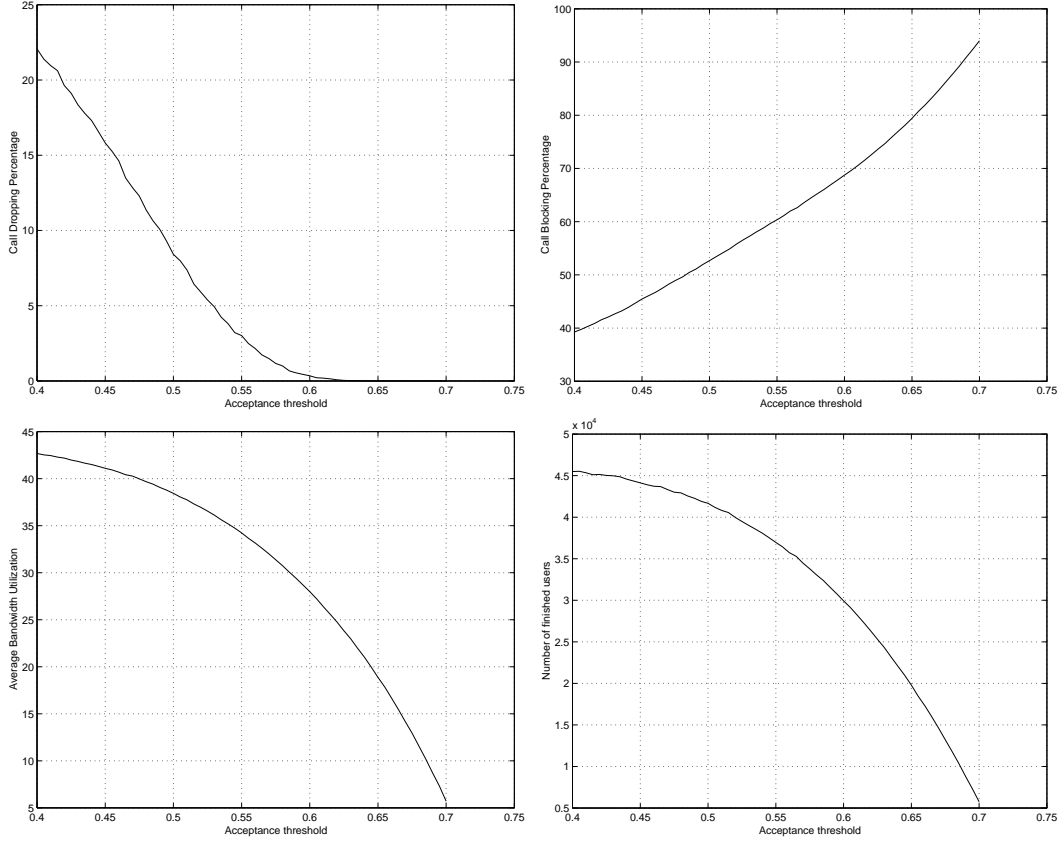 25
20
15
10
5
0
Call Dropping Percentage
0.4 0.45 0.5 0.55 0.6 0.65 0.7 0.75
Acceptance threshold
100
90
80
70
60
50
40
30
Call Blocking Percentage
0.4 0.45 0.5 0.55 0.6 0.65 0.7 0.75
Acceptance threshold
45
40
35
30
25
20
15
10
5
Average Bandwidth Utilization
0.4 0.45 0.5 0.55 0.6 0.65 0.7 0.75
Acceptance threshold
x 10^4
5
4.5
4
3.5
3
2.5
2
1.5
1
0.5
Number of finished users
0.4 0.45 0.5 0.55 0.6 0.65 0.7 0.75
Acceptance threshold